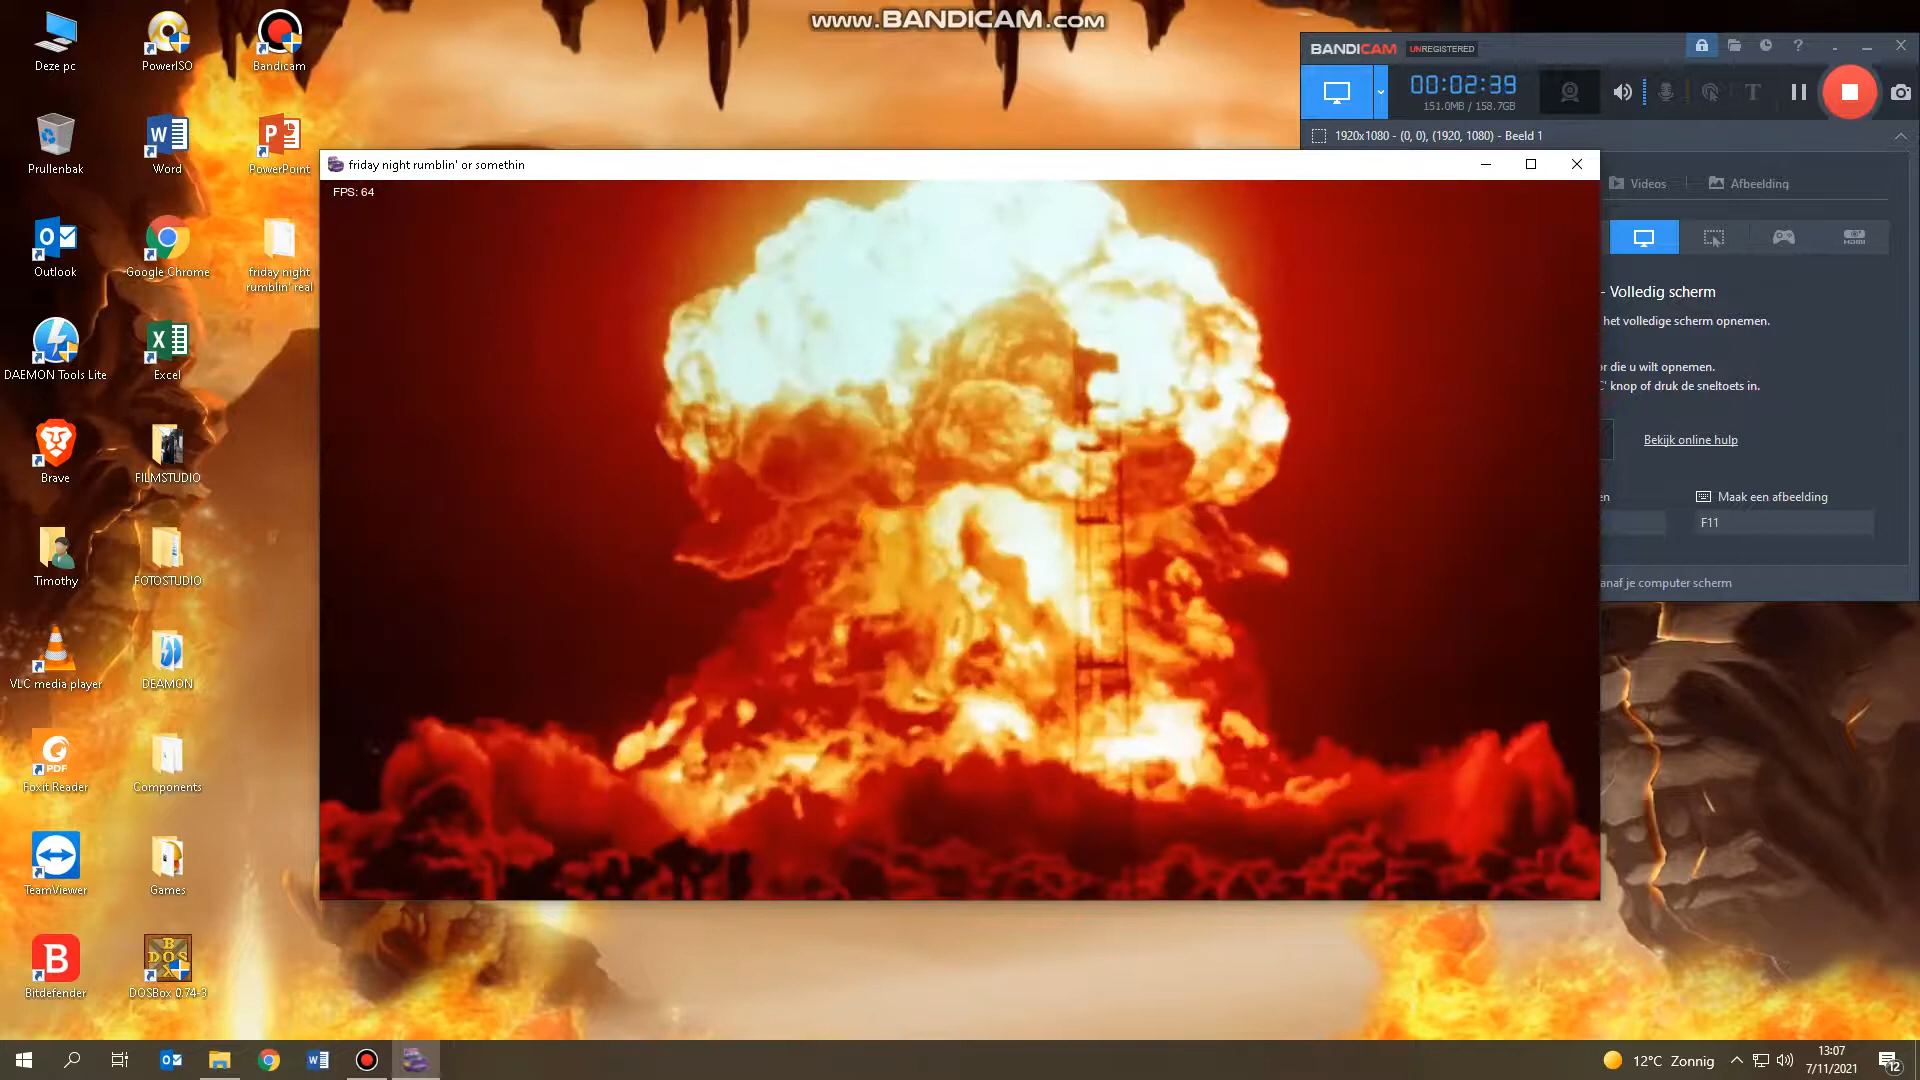 WWW.BANDICAM.COM
Deze pc
PowerISO
Bandicam
Prullenbak
Word
PowerPoint
Outlook
Google Chrome
friday night
rumblin' real
DAEMON Tools Lite
Excel
Brave
FILMSTUDIO
Timothy
FOTOSTUDIO
VLC media player
DEAMON
Foxit Reader
Components
TeamViewer
Games
Bitdefender
DOSBox 0.74-3
friday night rumblin' or somethin
FPS: 64
BANDICAM UNREGISTERED
00:02:39
151.0MB / 158.7GB
1920x1080 - (0, 0), (1920, 1080) - Beeld 1
Videos
Afbeelding
HDMI
- Volledig scherm
het volledige scherm opnemen.
or die u wilt opnemen.
C' knop of druk de sneltoets in.
Bekijk online hulp
en
Maak een afbeelding
F11
anaf je computer scherm
12°C Zonnig
13:07
7/11/2021
12